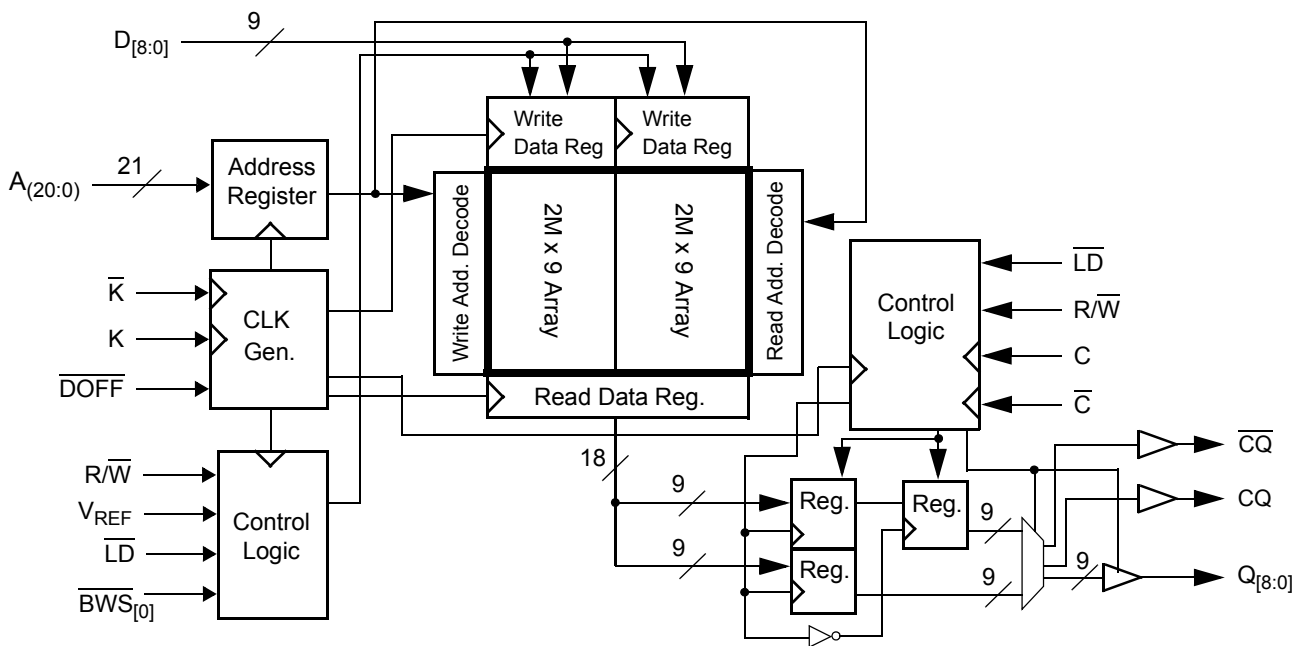 9
D[8:0]
Write
Data Reg
Write
Data Reg
21
A(20:0)
Address
Register
Write Add. Decode
2M x 9 Array
2M x 9 Array
Read Add. Decode
K
CLK
Gen.
K
DOFF
Control
Logic
LD
R/W
C
C
Read Data Reg.
R/W
VREF
LD
BWS[0]
Control
Logic
18
9
Reg.
Reg.
9
CQ
CQ
9
Reg.
9
9
Q[8:0]